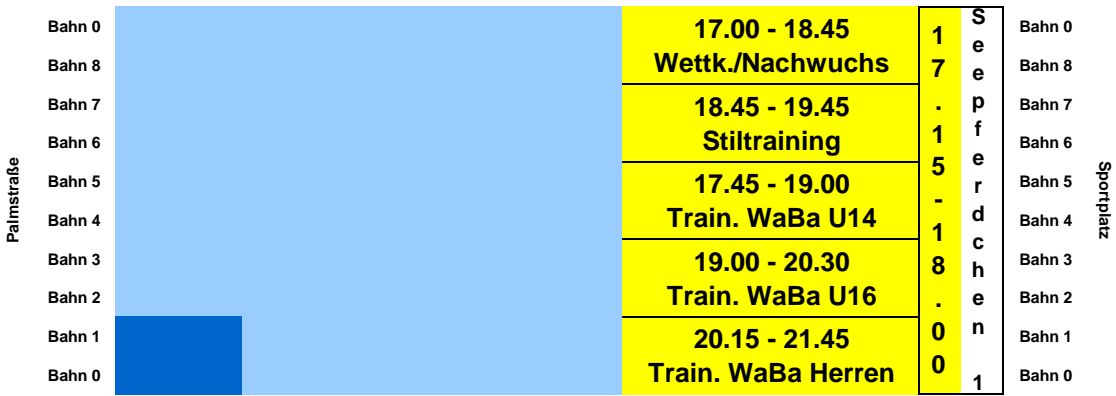 Palmstraße
Bahn 0
Bahn 8
Bahn 7
Bahn 6
Bahn 5
Bahn 4
Bahn 3
Bahn 2
Bahn 1
Bahn 0
17.00 - 18.45
Wettk./Nachwuchs
18.45 - 19.45
Stiltraining
17.45 - 19.00
Train. WaBa U14
19.00 - 20.30
Train. WaBa U16
20.15 - 21.45
Train. WaBa Herren
17.15-18.00
Seepferdchen 1
Bahn 0
Bahn 8
Bahn 7
Bahn 6
Bahn 5
Bahn 4
Bahn 3
Bahn 2
Bahn 1
Bahn 0
Sportplatz